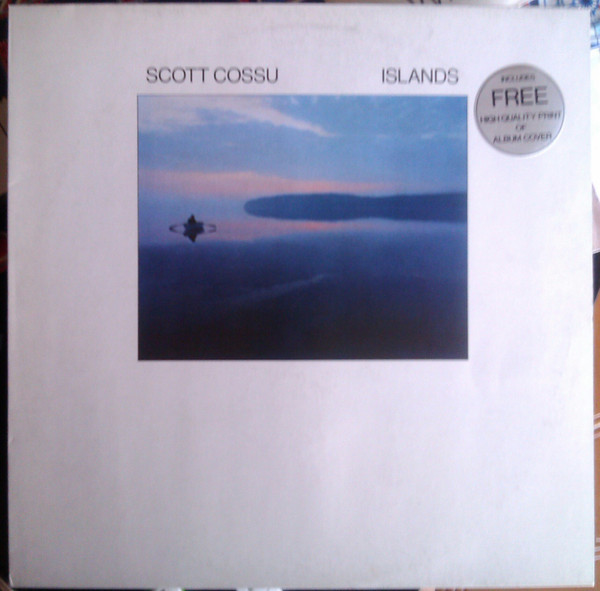 SCOTT COSSU ISLANDS
INCLUDES
FREE
HIGH QUALITY PRINT
OF
ALBUM COVER